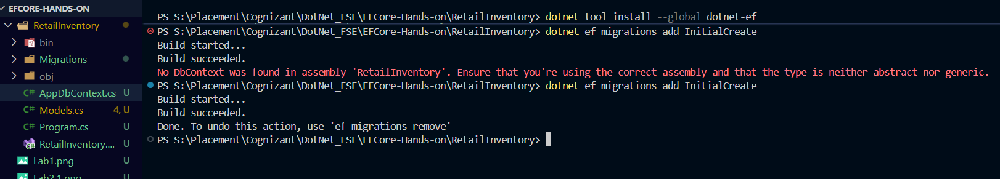 EFCORE-HANDS-ON
RetailInventory
bin
Migrations
obj
AppDbContext.cs U
Models.cs 4, U
Program.cs U
RetailInventory.... U
Lab1.png U
Lab2.1.png U
PS S:\Placement\Cognizant\DotNet_FSE\EFCore-Hands-on\RetailInventory> dotnet tool install --global dotnet-ef
PS S:\Placement\Cognizant\DotNet_FSE\EFCore-Hands-on\RetailInventory> dotnet ef migrations add InitialCreate
Build started...
Build succeeded.
No DbContext was found in assembly 'RetailInventory'. Ensure that you're using the correct assembly and that the type is neither abstract nor generic.
PS S:\Placement\Cognizant\DotNet_FSE\EFCore-Hands-on\RetailInventory> dotnet ef migrations add InitialCreate
Build started...
Build succeeded.
Done. To undo this action, use 'ef migrations remove'
PS S:\Placement\Cognizant\DotNet_FSE\EFCore-Hands-on\RetailInventory>